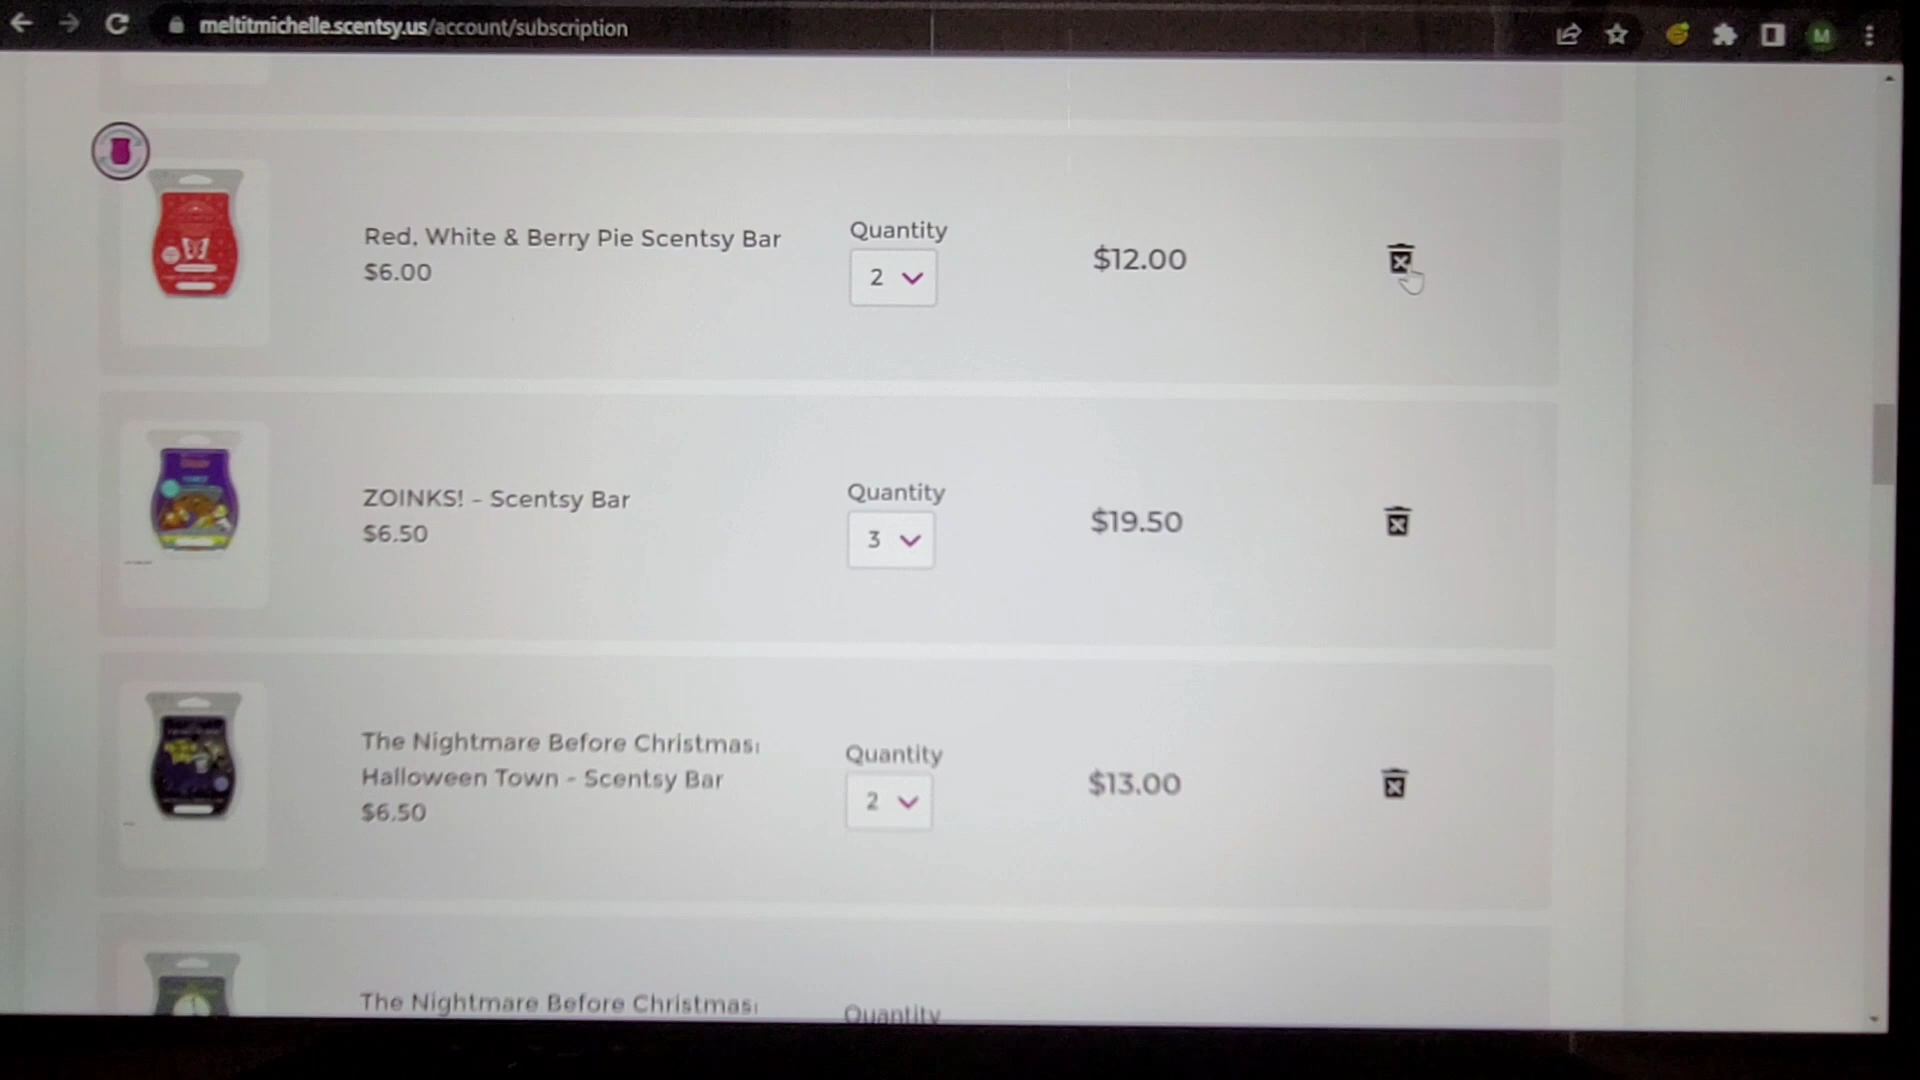 meltitmichelle.scentsy.us/account/subscription
M
Red, White & Berry Pie Scentsy Bar
$6.00
Quantity
2
$12.00
ZOINKS! - Scentsy Bar
$6.50
Quantity
3
$19.50
The Nightmare Before Christmas:
Halloween Town - Scentsy Bar
$6.50
Quantity
2
$13.00
The Nightmare Before Christmas:
Quantity